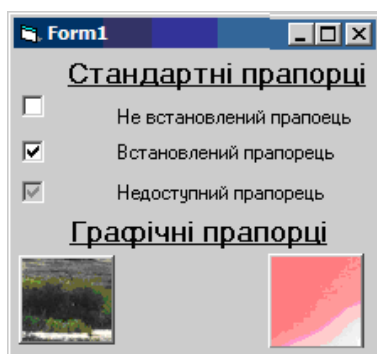 Form1
Стандартні прапорці
Не встановлений прапоець
Встановлений прапорець
Недоступний прапорець
Графічні прапорці